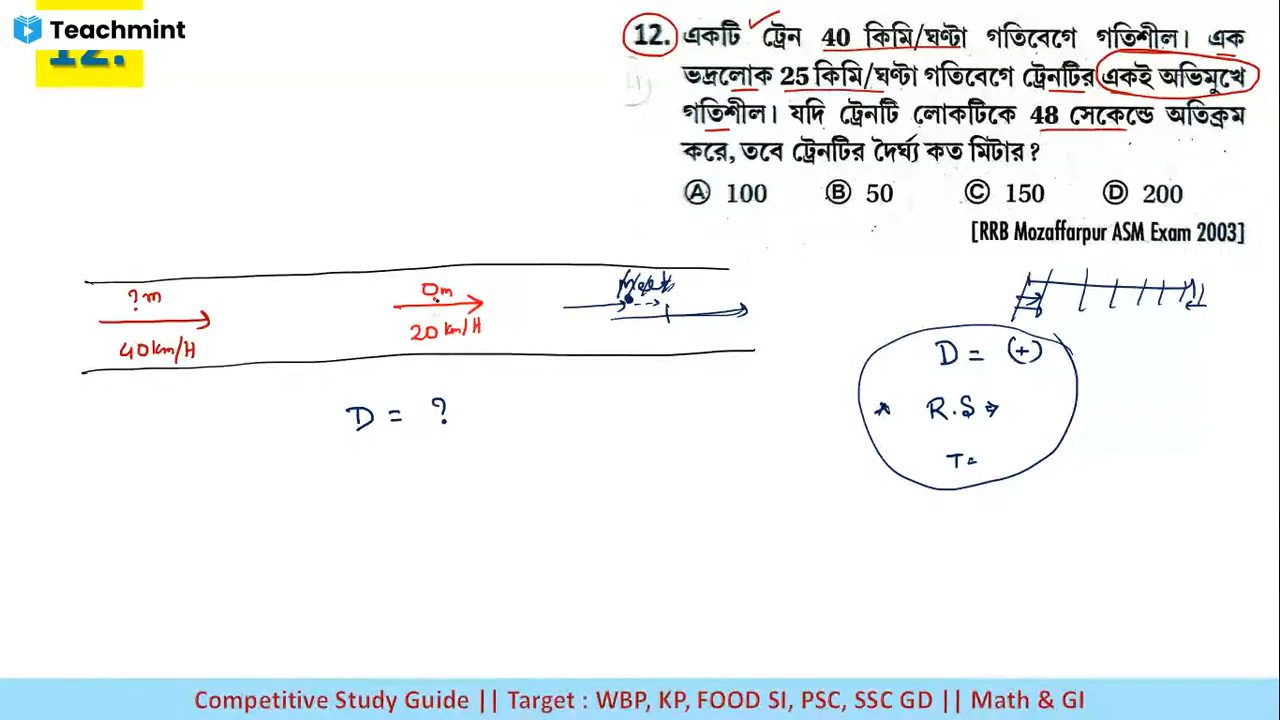 Teachmint
12.
12. একটি ট্রেন 40 কিমি/ঘণ্টা গতিবেগে গতিশীল। এক
ভদ্রলোক 25 কিমি/ঘণ্টা গতিবেগে ট্রেনটির একই অভিমুখে
গতিশীল। যদি ট্রেনটি লোকটিকে 48 সেকেন্ডে অতিক্রম
করে, তবে ট্রেনটির দৈর্ঘ্য কত মিটার?
A 100 B 50 C 150 D 200
[RRB Mozaffarpur ASM Exam 2003]
?m
40km/H
0m
20km/H
D = ?
D = (+)
R.S
T=
Competitive Study Guide || Target : WBP, KP, FOOD SI, PSC, SSC GD || Math & GI